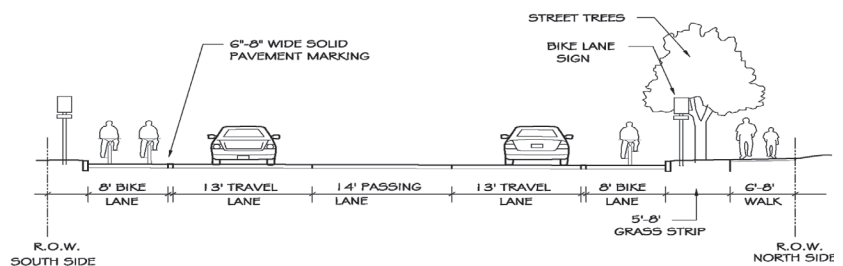 STREET TREES
6"-8" WIDE SOLID
PAVEMENT MARKING
BIKE LANE
SIGN
8' BIKE
LANE
13' TRAVEL
LANE
14' PASSING
LANE
13' TRAVEL
LANE
8' BIKE
LANE
6'-8'
WALK
5'-8'
GRASS STRIP
R.O.W.
SOUTH SIDE
R.O.W.
NORTH SIDE